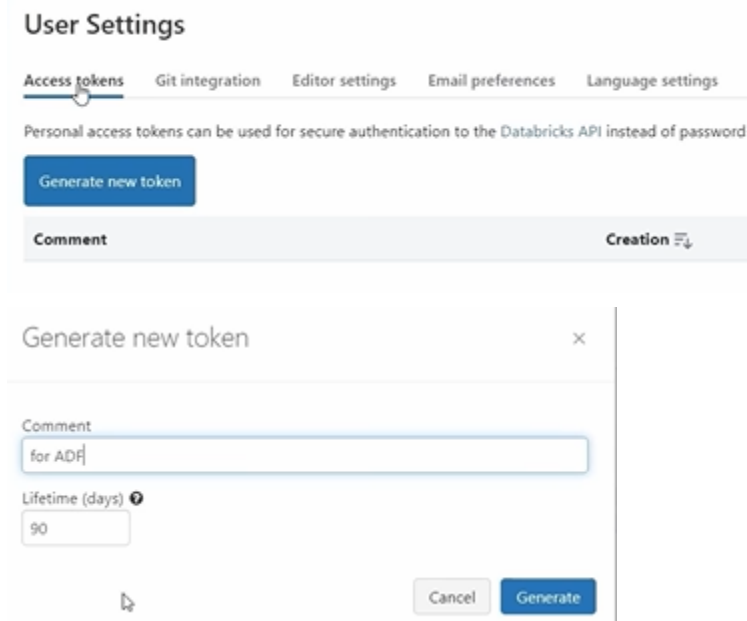 User Settings
Access tokens Git integration Editor settings Email preferences Language settings
Personal access tokens can be used for secure authentication to the Databricks API instead of password
Generate new token
Comment Creation
Generate new token ×
Comment
for ADF
Lifetime (days) ?
90
Cancel Generate